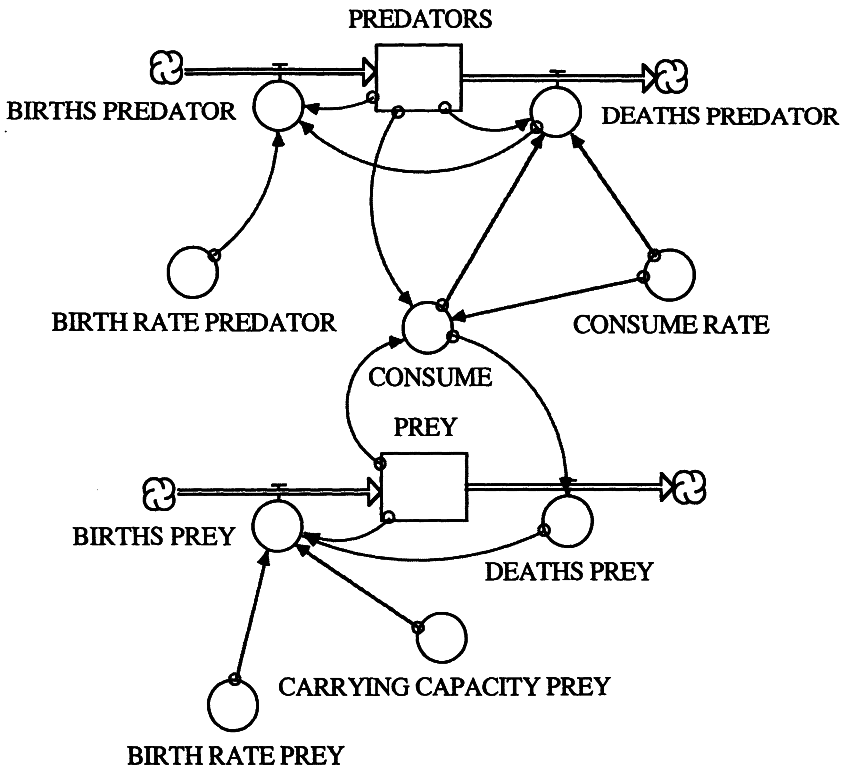 PREDATORS
BIRTHS PREDATOR
DEATHS PREDATOR
BIRTH RATE PREDATOR
CONSUME RATE
CONSUME
PREY
BIRTHS PREY
DEATHS PREY
CARRYING CAPACITY PREY
BIRTH RATE PREY